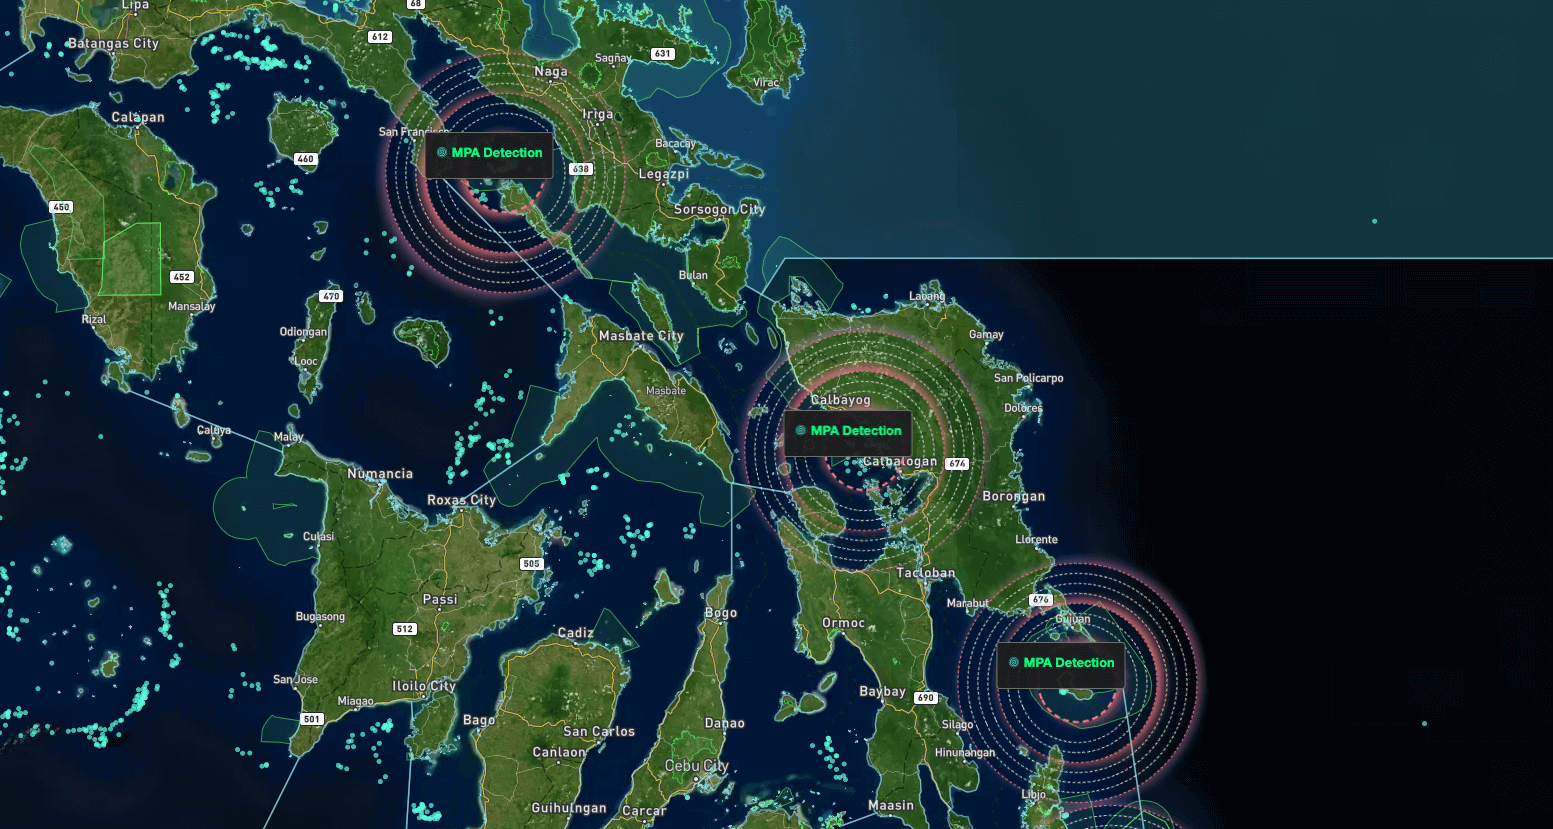 Lipa
68
Batangas City
612
Naga
Sagñay
631
Virac
Calapan
San Francisco
Iriga
MPA Detection
Bacacay
460
638
Legazpi
450
Sorsogon City
452
Bulan
Mansalay
470
Laoang
Rizal
Odiongan
Masbate City
Gamay
Looc
San Policarpo
Masbate
Calbayog
Dolores
Caluya
Malay
MPA Detection
Catbalogan
674
Numancia
Roxas City
Borongan
Culasi
Llorente
505
Tacloban
Passi
Marabut
676
Bugasong
Bogo
Guiuan
512
Cadiz
Ormoc
MPA Detection
San Jose
Iloilo City
Baybay
690
Miagao
501
Bago
Danao
Silago
San Carlos
Canlaon
Hinunangan
Cebu City
Libjo
Guihulngan
Carcar
Maasin